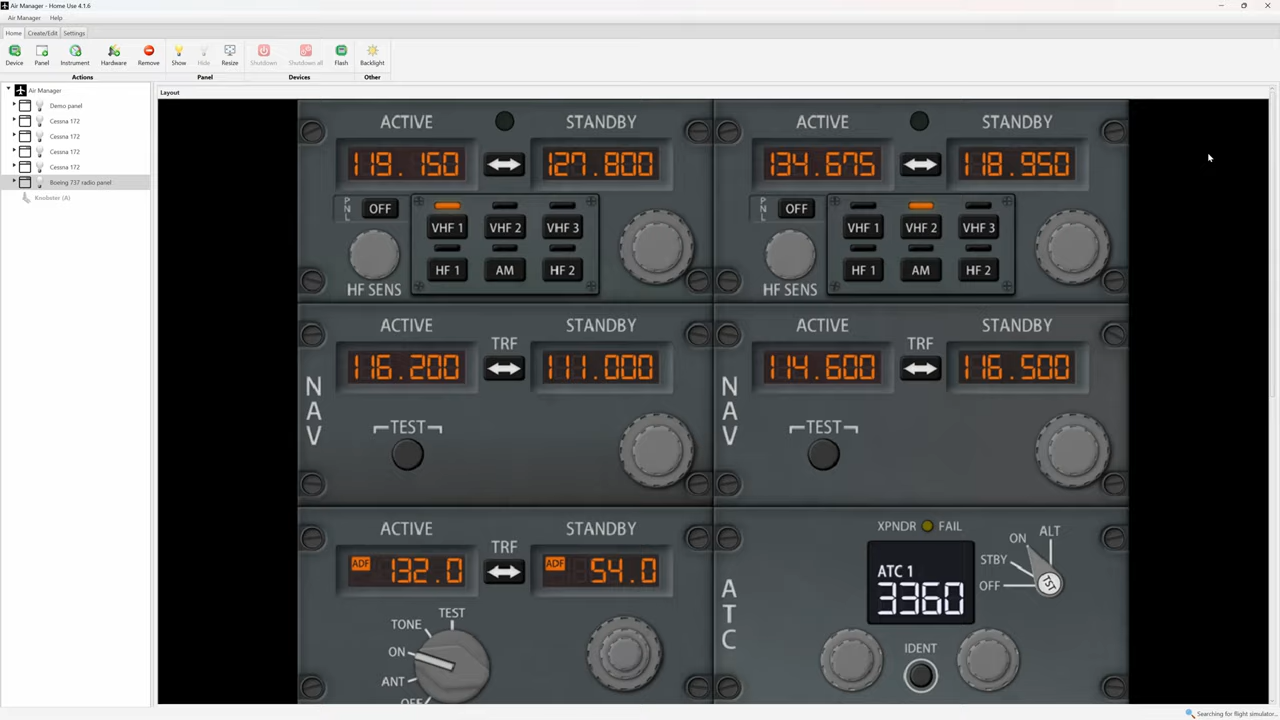 Air Manager - Home Use 4.1.6
Air Manager Help
Home Create/Edit Settings
Device Panel Instrument Hardware Remove Show Hide Resize Shutdown Shutdown all Flash Backlight
Actions Panel Devices Other
Air Manager
Demo panel
Cessna 172
Cessna 172
Cessna 172
Cessna 172
Boeing 737 radio panel
Knobster (A)
Layout
ACTIVE STANDBY ACTIVE STANDBY
119.150 127.800 134.675 118.950
PNL OFF PNL OFF
VHF 1 VHF 2 VHF 3 VHF 1 VHF 2 VHF 3
HF 1 AM HF 2 HF 1 AM HF 2
HF SENS HF SENS
ACTIVE STANDBY ACTIVE STANDBY
TRF TRF
116.200 111.000 114.600 116.500
NAV NAV
TEST TEST
ACTIVE STANDBY
TRF
ADF 132.0 ADF 54.0
TEST
TONE
ON
ANT
OFF
XPNDR FAIL
ON ALT
STBY
OFF
TST
ATC 1
3360
ATC
IDENT
Searching for flight simulator...